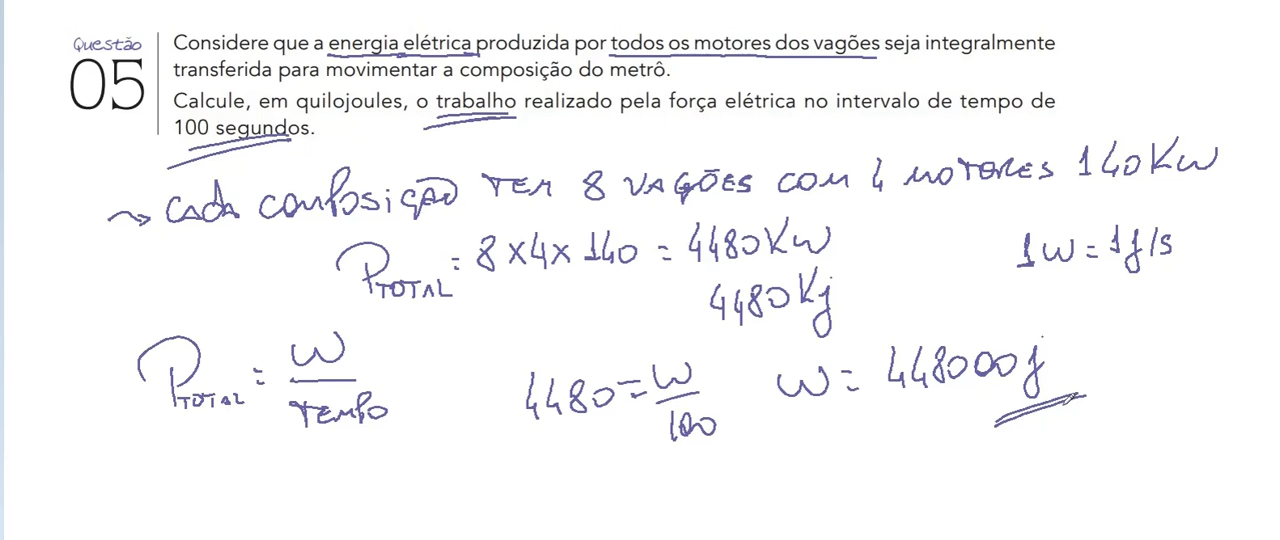 Questão
05
Considere que a energia elétrica produzida por todos os motores dos vagões seja integralmente
transferida para movimentar a composição do metrô.
Calcule, em quilojoules, o trabalho realizado pela força elétrica no intervalo de tempo de
100 segundos.
~> CADA COMPOSIÇÃO TEM 8 VAGÕES COM 4 MOTORES 140KW
PTOTAL = 8 x 4 x 140 = 4480KW
1W = 1J/s
4480Kj
PTOTAL = W/TEMPO
4480 = W/100
W = 448000j